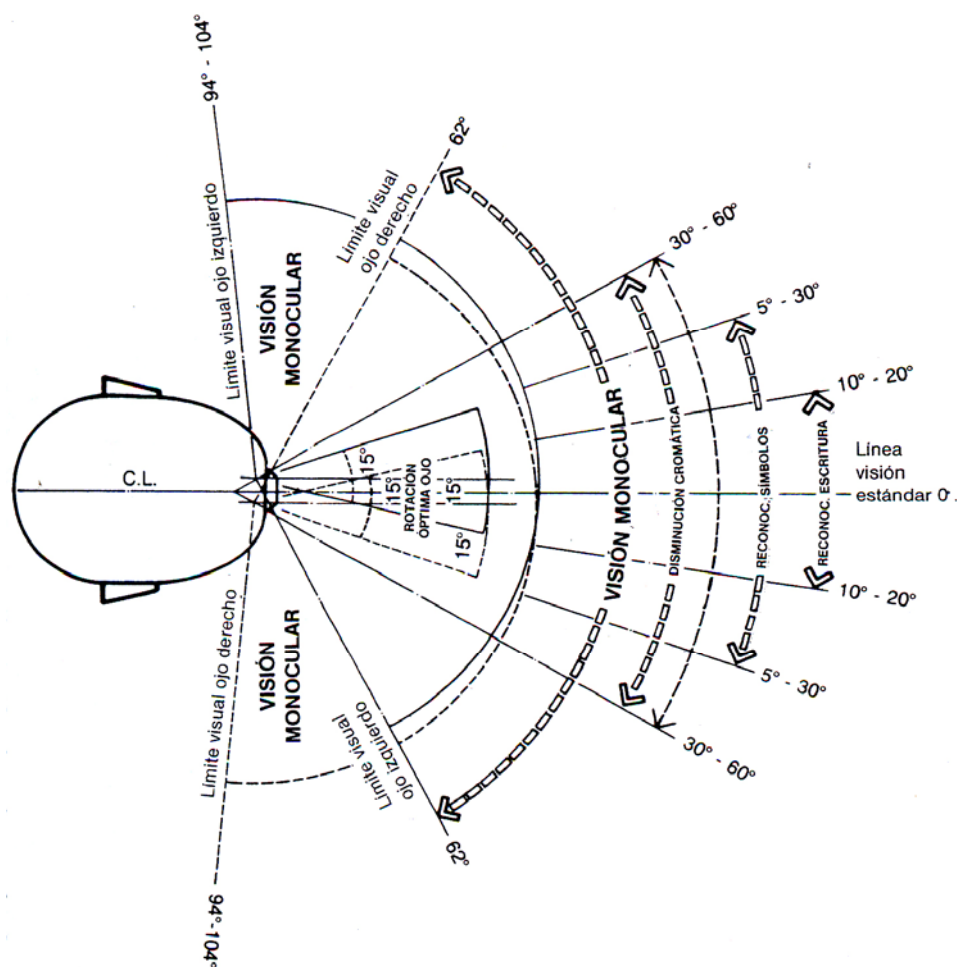 94° - 104°
Límite visual ojo izquierdo
VISIÓN
MONOCULAR
Límite visual
ojo derecho
62°
30° - 60°
5° - 30°
10° - 20°
C.L.
15°
15°
ROTACIÓN
ÓPTIMA OJO
15°
15°
VISIÓN MONOCULAR
DISMINUCIÓN CROMÁTICA
RECONOC. SÍMBOLOS
RECONOC. ESCRITURA
Línea
visión
estándar 0°.
10° - 20°
5° - 30°
30° - 60°
62°
Límite visual
ojo izquierdo
VISIÓN
MONOCULAR
Límite visual ojo derecho
94°-104°